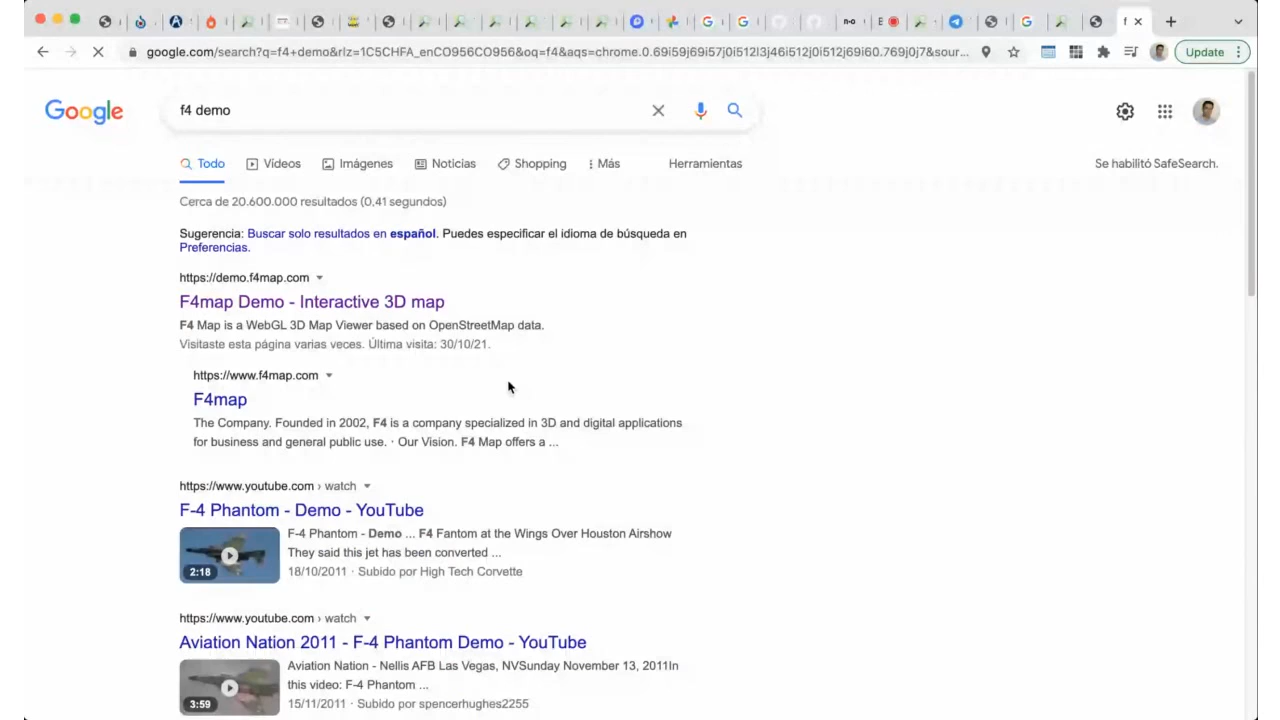 google.com/search?q=f4+demo&rlz=1C5CHFA_enCO956CO956&oq=f4&aqs=chrome.0.69i59j69i57j0i512l3j46i512j0i512j69i60.769j0j7&sour...
Update
Google
f4 demo
Todo
Videos
Imágenes
Noticias
Shopping
Más
Herramientas
Se habilitó SafeSearch.
Cerca de 20.600.000 resultados (0,41 segundos)
Sugerencia: Buscar solo resultados en español. Puedes especificar el idioma de búsqueda en
Preferencias.
https://demo.f4map.com
F4map Demo - Interactive 3D map
F4 Map is a WebGL 3D Map Viewer based on OpenStreetMap data.
Visitaste esta página varias veces. Última visita: 30/10/21.
https://www.f4map.com
F4map
The Company. Founded in 2002, F4 is a company specialized in 3D and digital applications
for business and general public use. · Our Vision. F4 Map offers a ...
https://www.youtube.com › watch
F-4 Phantom - Demo - YouTube
F-4 Phantom - Demo ... F4 Fantom at the Wings Over Houston Airshow
They said this jet has been converted ...
2:18
18/10/2011 · Subido por High Tech Corvette
https://www.youtube.com › watch
Aviation Nation 2011 - F-4 Phantom Demo - YouTube
Aviation Nation - Nellis AFB Las Vegas, NVSunday November 13, 2011In
this video: F-4 Phantom ...
3:59
15/11/2011 · Subido por spencerhughes2255